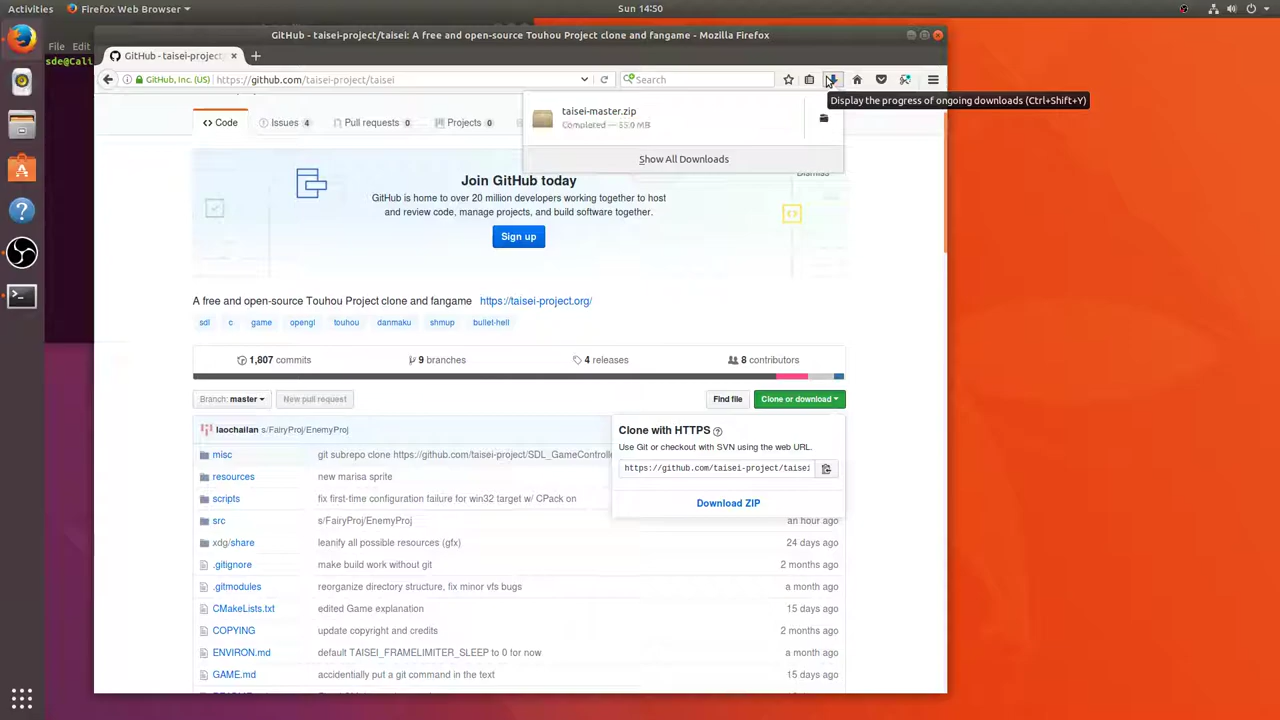 Activities
Firefox Web Browser
Sun 14:50
GitHub - taisei-project/taisei: A free and open-source Touhou Project clone and fangame - Mozilla Firefox
File Edit
GitHub - taisei-project
sde@Cali
GitHub, Inc. (US)
https://github.com/taisei-project/taisei
Search
Display the progress of ongoing downloads (Ctrl+Shift+Y)
taisei-master.zip
Completed — 55.9 MB
Show All Downloads
Code
Issues 4
Pull requests 0
Projects 0
Dismiss
Join GitHub today
GitHub is home to over 20 million developers working together to host
and review code, manage projects, and build software together.
Sign up
A free and open-source Touhou Project clone and fangame https://taisei-project.org/
sdl c game opengl touhou danmaku shmup bullet-hell
1,807 commits
9 branches
4 releases
8 contributors
Branch: master
New pull request
Find file
Clone or download
laochailan s/FairyProj/EnemyProj
Clone with HTTPS
Use Git or checkout with SVN using the web URL.
https://github.com/taisei-project/taisei
Download ZIP
misc git subrepo clone https://github.com/taisei-project/SDL_GameControlle
resources new marisa sprite
scripts fix first-time configuration failure for win32 target w/ CPack on
src s/FairyProj/EnemyProj an hour ago
xdg/share leanify all possible resources (gfx) 24 days ago
.gitignore make build work without git 2 months ago
.gitmodules reorganize directory structure, fix minor vfs bugs a month ago
CMakeLists.txt edited Game explanation 15 days ago
COPYING update copyright and credits 2 months ago
ENVIRON.md default TAISEI_FRAMELIMITER_SLEEP to 0 for now a month ago
GAME.md accidentially put a git command in the text 15 days ago